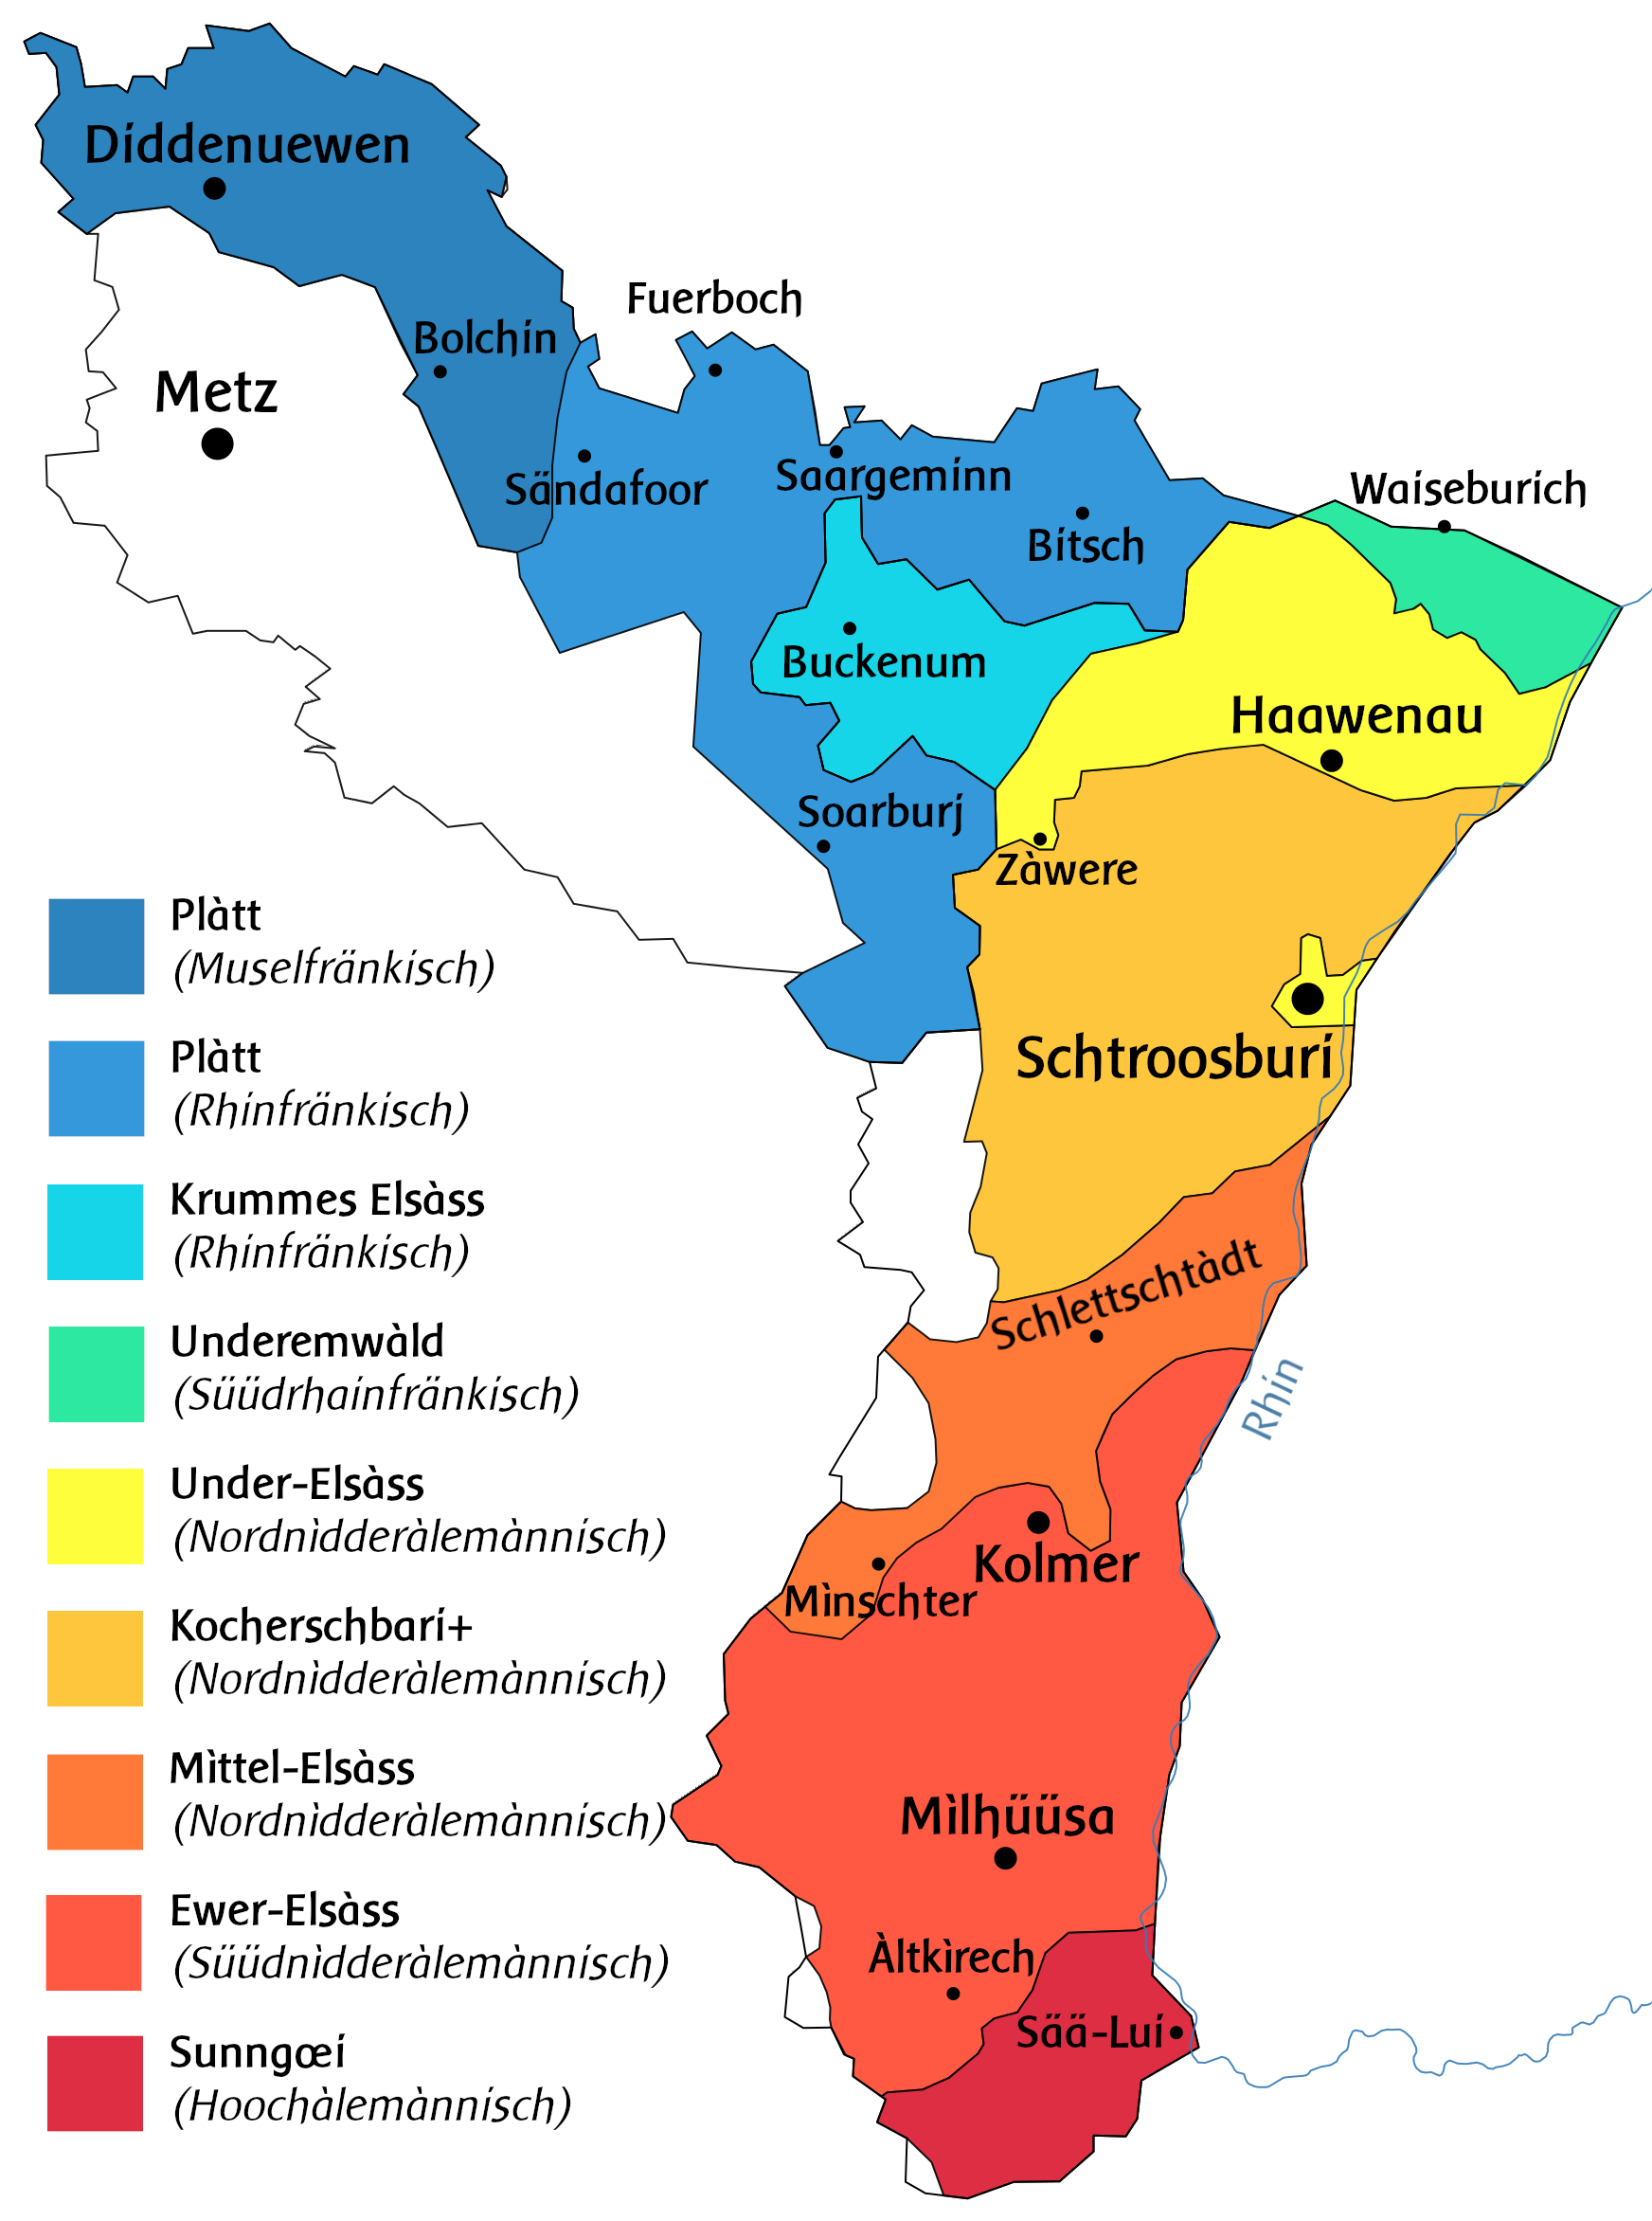 Diddenuewen
Fuerboch
Bolchin
Metz
Sändafoor
Saargeminn
Waiseburich
Bitsch
Buckenum
Haawenau
Soarburj
Zàwere
Schtroosburi
Schlettschtàdt
Rhin
Kolmer
Mìnschter
Mìlhüüsa
Àltkìrech
Sää-Lui
Plàtt
(Muselfränkisch)
Plàtt
(Rhinfränkisch)
Krummes Elsàss
(Rhinfränkisch)
Underemwàld
(Süüdrhainfränkisch)
Under-Elsàss
(Nordnìdderàlemànnisch)
Kocherschbari+
(Nordnìdderàlemànnisch)
Mìttel-Elsàss
(Nordnìdderàlemànnisch)
Ewer-Elsàss
(Süüdnìdderàlemànnisch)
Sunngœi
(Hoochàlemànnisch)